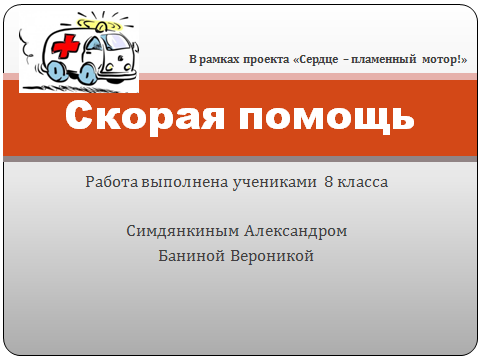 В рамках проекта «Сердце – пламенный мотор!»
Скорая помощь
Работа выполнена учениками 8 класса
Симдянкиным Александром
Баниной Вероникой